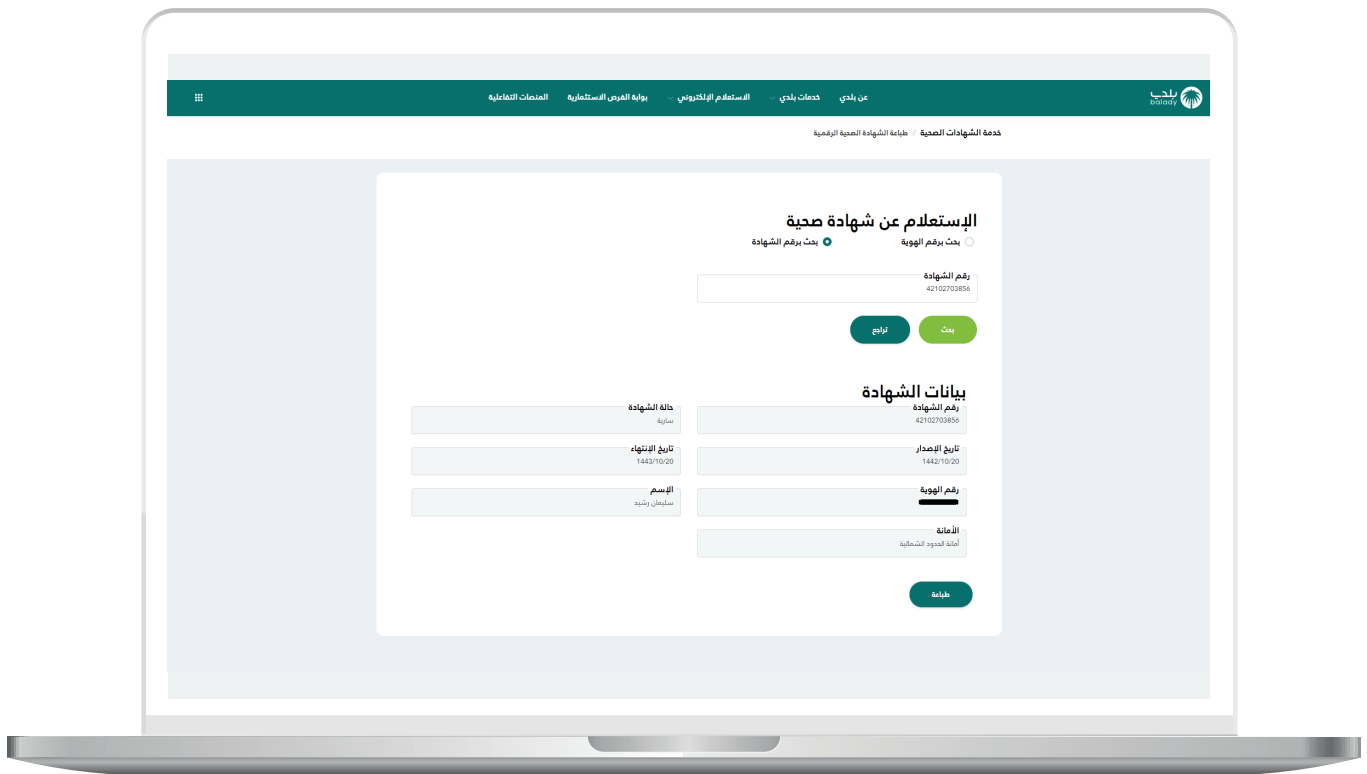 بلدي
balady
عن بلدي
خدمات بلدي
الاستعلام الإلكتروني
بوابة الفرص الاستثمارية
المنصات التفاعلية
خدمة الشهادات الصحية / طباعة الشهادة الصحية الرقمية
الإستعلام عن شهادة صحية
بحث برقم الهوية
بحث برقم الشهادة
رقم الشهادة
42102703856
بحث
تراجع
بيانات الشهادة
رقم الشهادة
42102703856
حالة الشهادة
سارية
تاريخ الإصدار
1442/10/20
تاريخ الإنتهاء
1443/10/20
رقم الهوية
الإسم
سليمان رشيد
الأمانة
أمانة الحدود الشمالية
طباعة